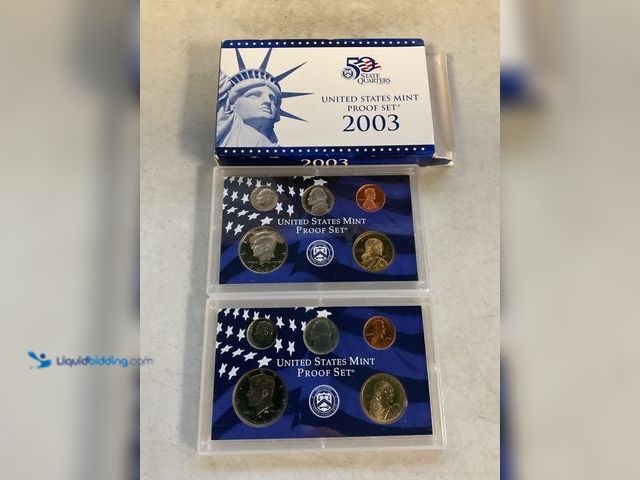 50
STATE
QUARTERS
UNITED STATES MINT
PROOF SET®
2003
2003
UNITED STATES MINT
PROOF SET®
UNITED STATES MINT
PROOF SET®
Liquidbidding.com